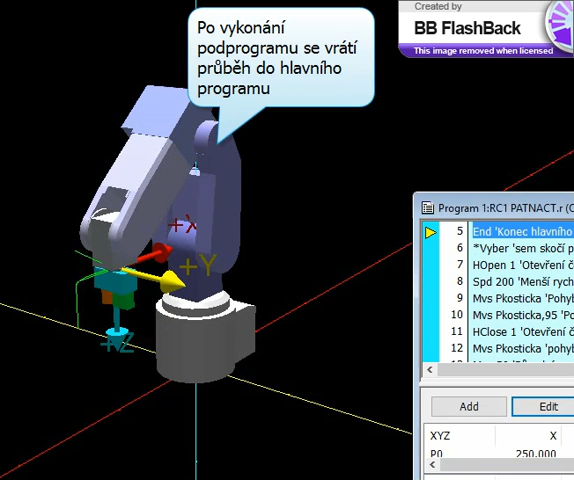 Created by
BB FlashBack
This image removed when licensed
Po vykonání
podprogramu se vrátí
průběh do hlavního
programu
+X
+Y
+Z
Program 1:RC1 PATNACT.r (
5 End 'Konec hlavního
6 *Vyber 'sem skočí p
7 HOpen 1 'Otevření č
8 Spd 200 'Menší rych
9 Mvs Pkosticka 'Pohyb
10 Mvs Pkosticka,95 'Po
11 HClose 1 'Otevření č
12 Mvs Pkosticka 'pohyb
Add Edit
XYZ X
P0 250.000